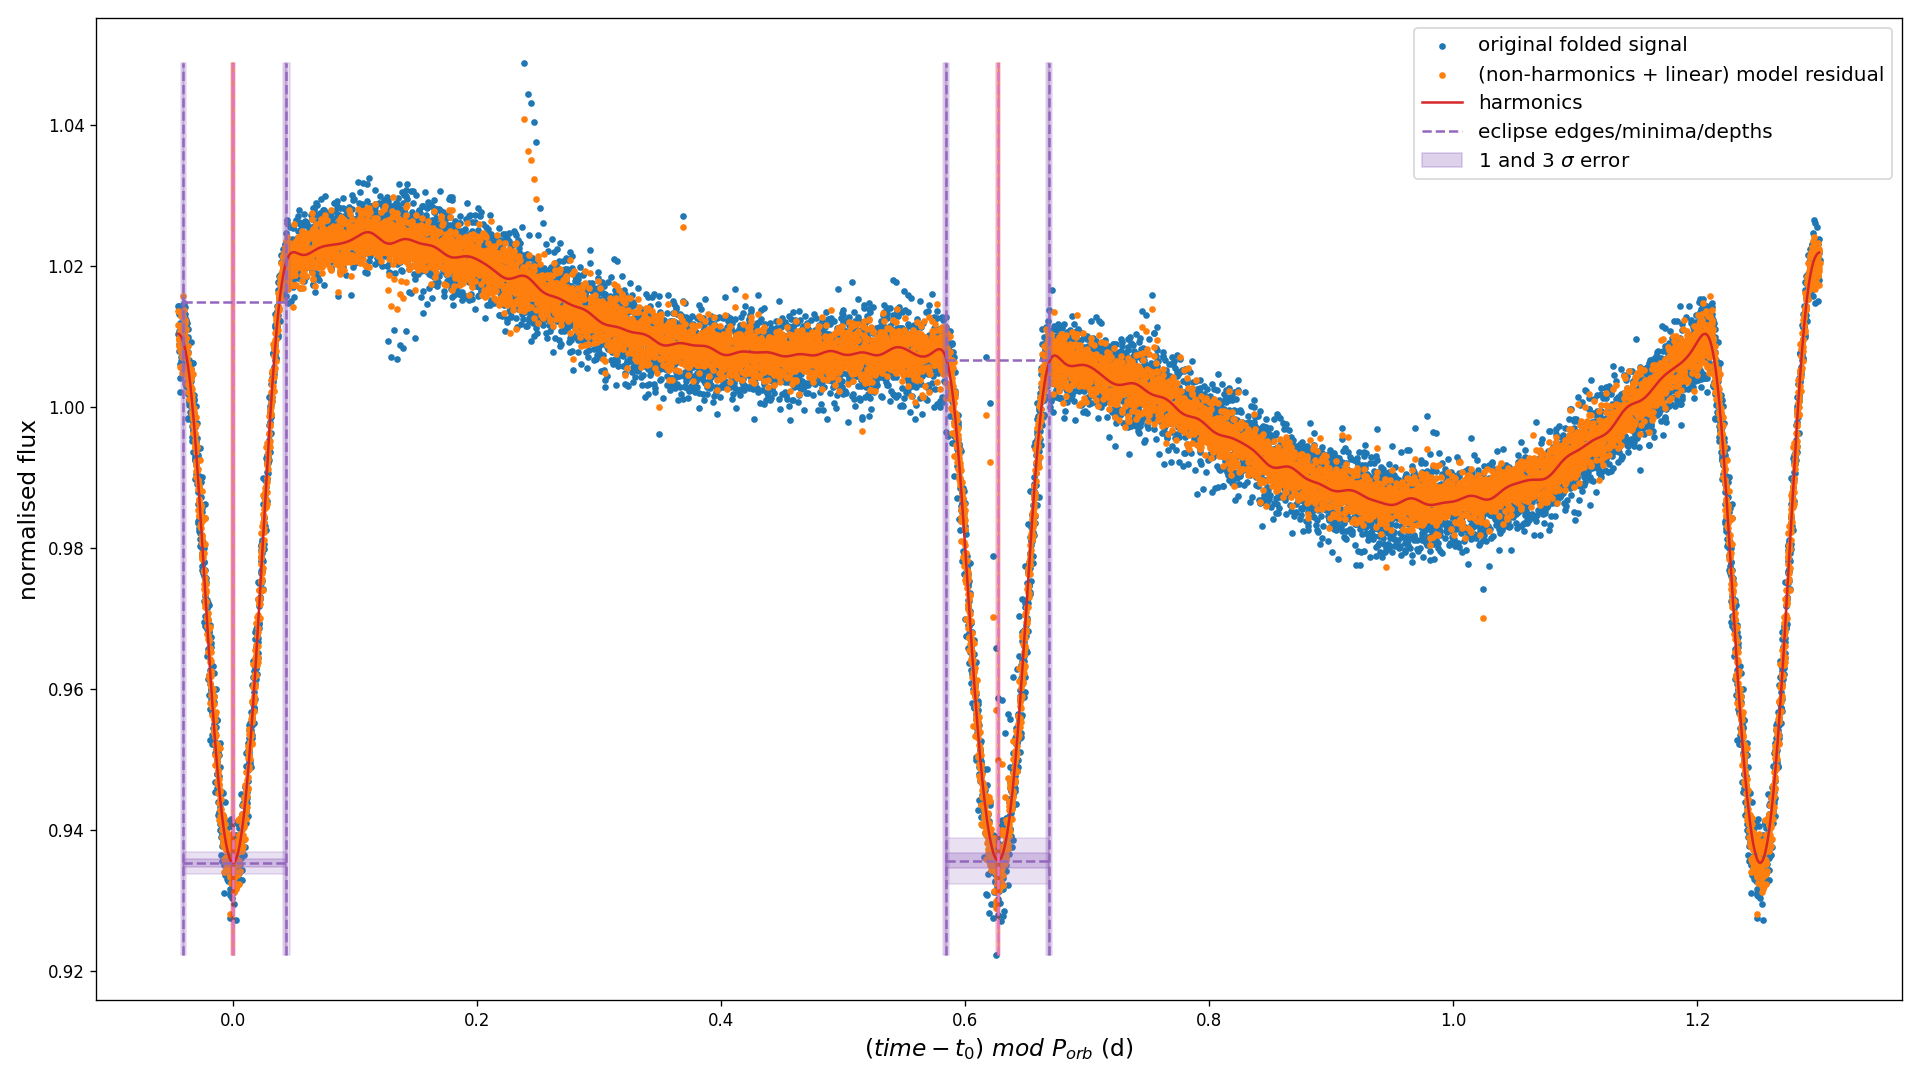 original folded signal
(non-harmonics + linear) model residual
harmonics
eclipse edges/minima/depths
1 and 3 σ error
normalised flux
1.04
1.02
1.00
0.98
0.96
0.94
0.92
0.0 0.2 0.4 0.6 0.8 1.0 1.2
(time − t₀) mod Pₒᵣb (d)